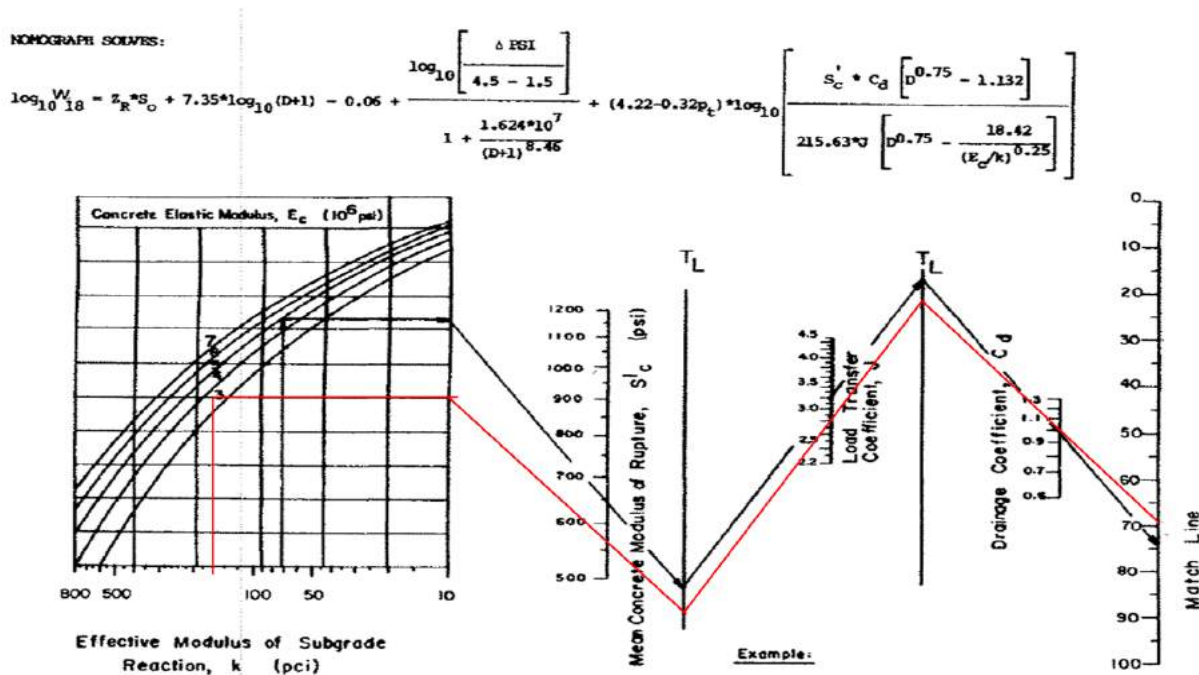 NOMOGRAPH SOLVES:
log10 W18 = ZR*So + 7.35*log10(D+1) - 0.06 + log10[Δ PSI / (4.5 - 1.5)] / (1 + 1.624*10^7 / (D+1)^8.46) + (4.22-0.32pt)*log10[S'c * Cd [D^0.75 - 1.132] / (215.63*J [D^0.75 - 18.42 / (Ec/k)^0.25])]
Concrete Elastic Modulus, Ec (10^6 psi)
7
3
800 500 100 50 10
Effective Modulus of Subgrade
Reaction, k (pci)
1200
1100
1000
900
800
700
600
500
Mean Concrete Modulus of Rupture, S'c (psi)
TL
4.5
4.0
3.5
3.0
2.5
2.2
Load Transfer
Coefficient, J
TL
Drainage Coefficient, Cd
1.3
1.1
0.9
0.7
0.6
0
10
20
30
40
50
60
70
80
90
100
Match Line
Example: